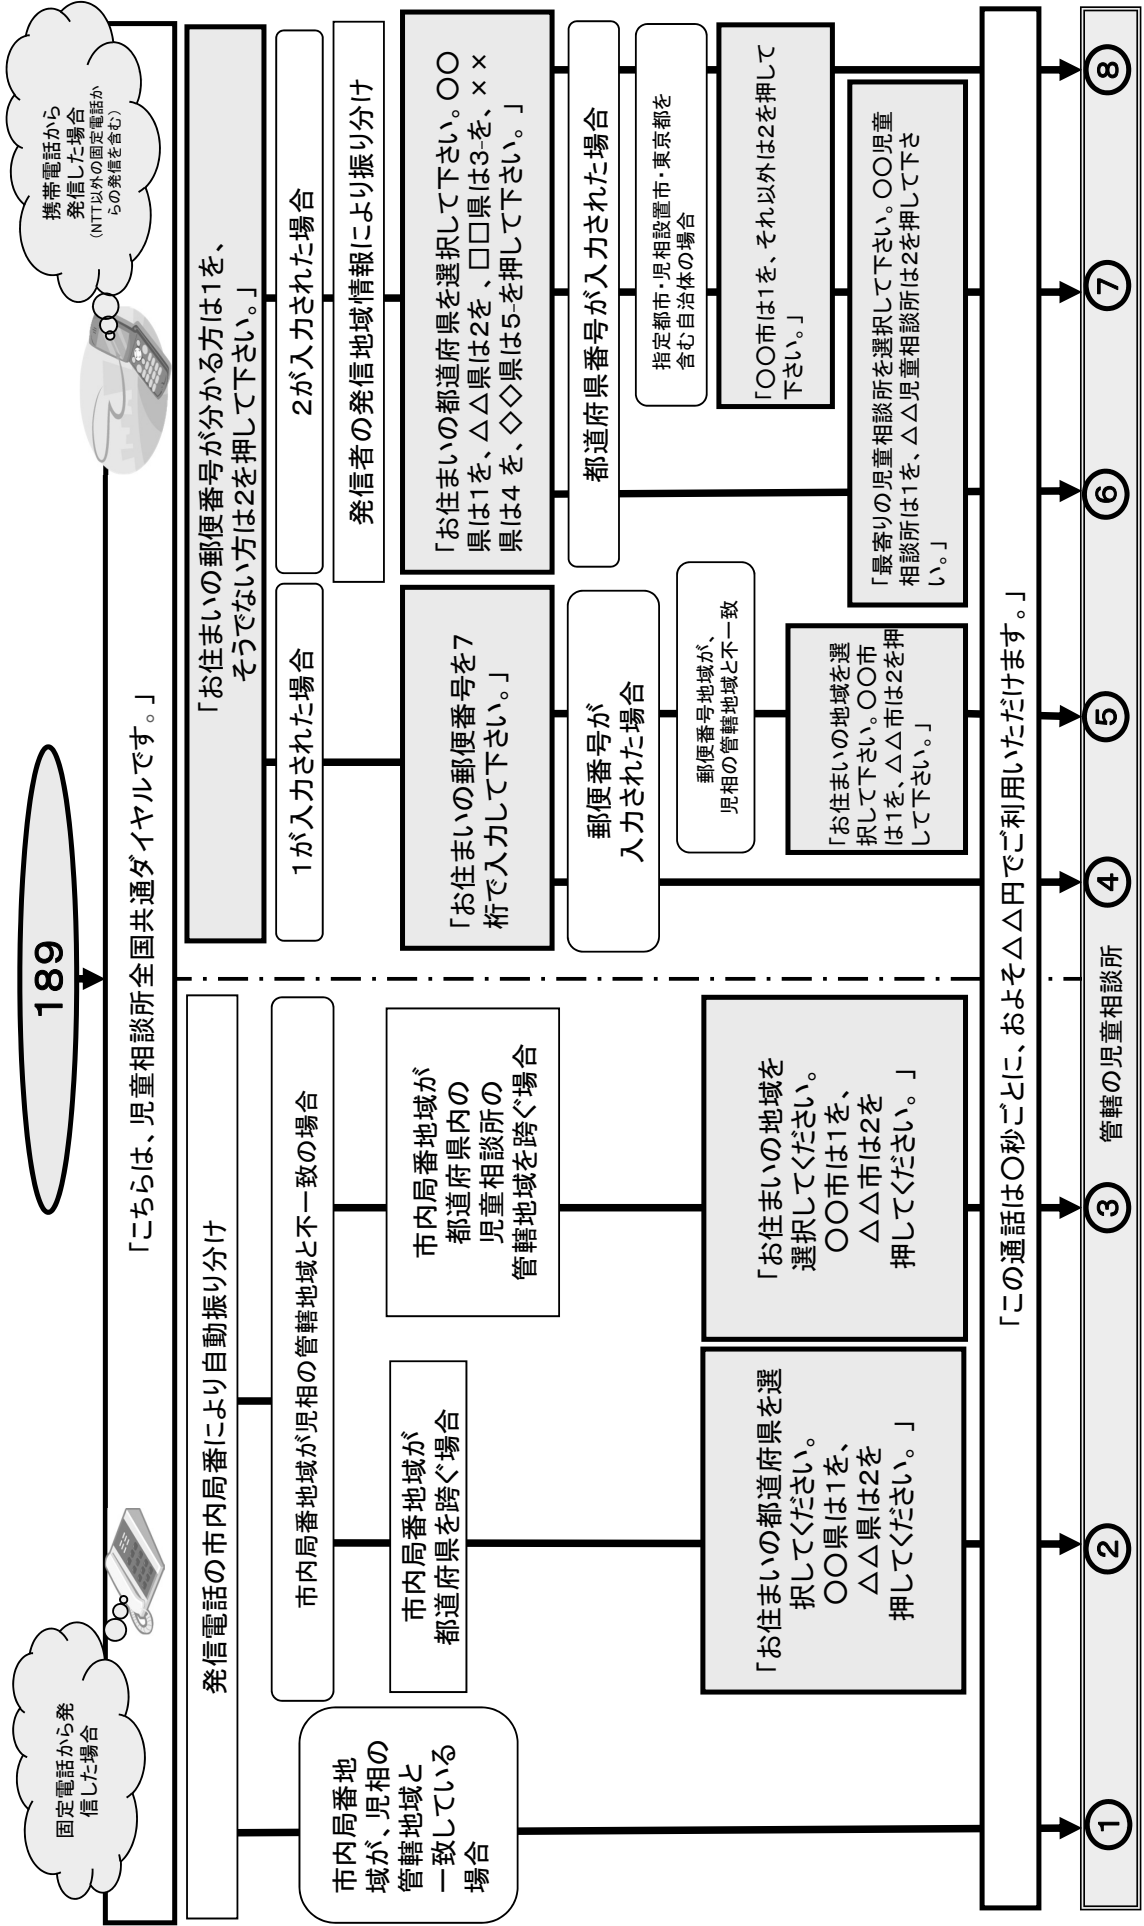 189
「こちらは、児童相談所全国共通ダイヤルです。」
固定電話から発
信した場合
発信電話の市内局番により自動振り分け
市内局番地
域が、児相の
管轄地域と
一致している
場合
市内局番地域が児相の管轄地域と不一致の場合
市内局番地域が
都道府県を跨ぐ場合
「お住まいの都道府県を選
択してください。
〇〇県は1を、
△△県は2を
押してください。」
市内局番地域が
都道府県内の
児童相談所の
管轄地域を跨ぐ場合
「お住まいの地域を
選択してください。
〇〇市は1を、
△△市は2を
押してください。」
携帯電話から
発信した場合
(NTT以外の固定電話か
らの発信を含む)
「お住まいの郵便番号が分かる方は1を、
そうでない方は2を押して下さい。」
1が入力された場合
「お住まいの郵便番号を7
桁で入力して下さい。」
郵便番号が
入力された場合
郵便番号地域が、
児相の管轄地域と不一致
「お住まいの地域を選
択して下さい。〇〇市
は1を、△△市は2を押
して下さい。」
2が入力された場合
発信者の発信地域情報により振り分け
「お住まいの都道府県を選択して下さい。〇〇
県は1を、△△県は2を、□□県は3を、××
県は4を、◇◇県は5を押して下さい。」
都道府県番号が入力された場合
指定都市・児相設置市・東京都を
含む自治体の場合
「〇〇市は1を、それ以外は2を押して
下さい。」
「最寄りの児童相談所を選択して下さい。〇〇児童
相談所は1を、△△児童相談所は2を押して下さ
い。」
「この通話は〇秒ごとに、およそ△△円でご利用いただけます。」
① ② ③ ④ ⑤ ⑥ ⑦ ⑧
管轄の児童相談所